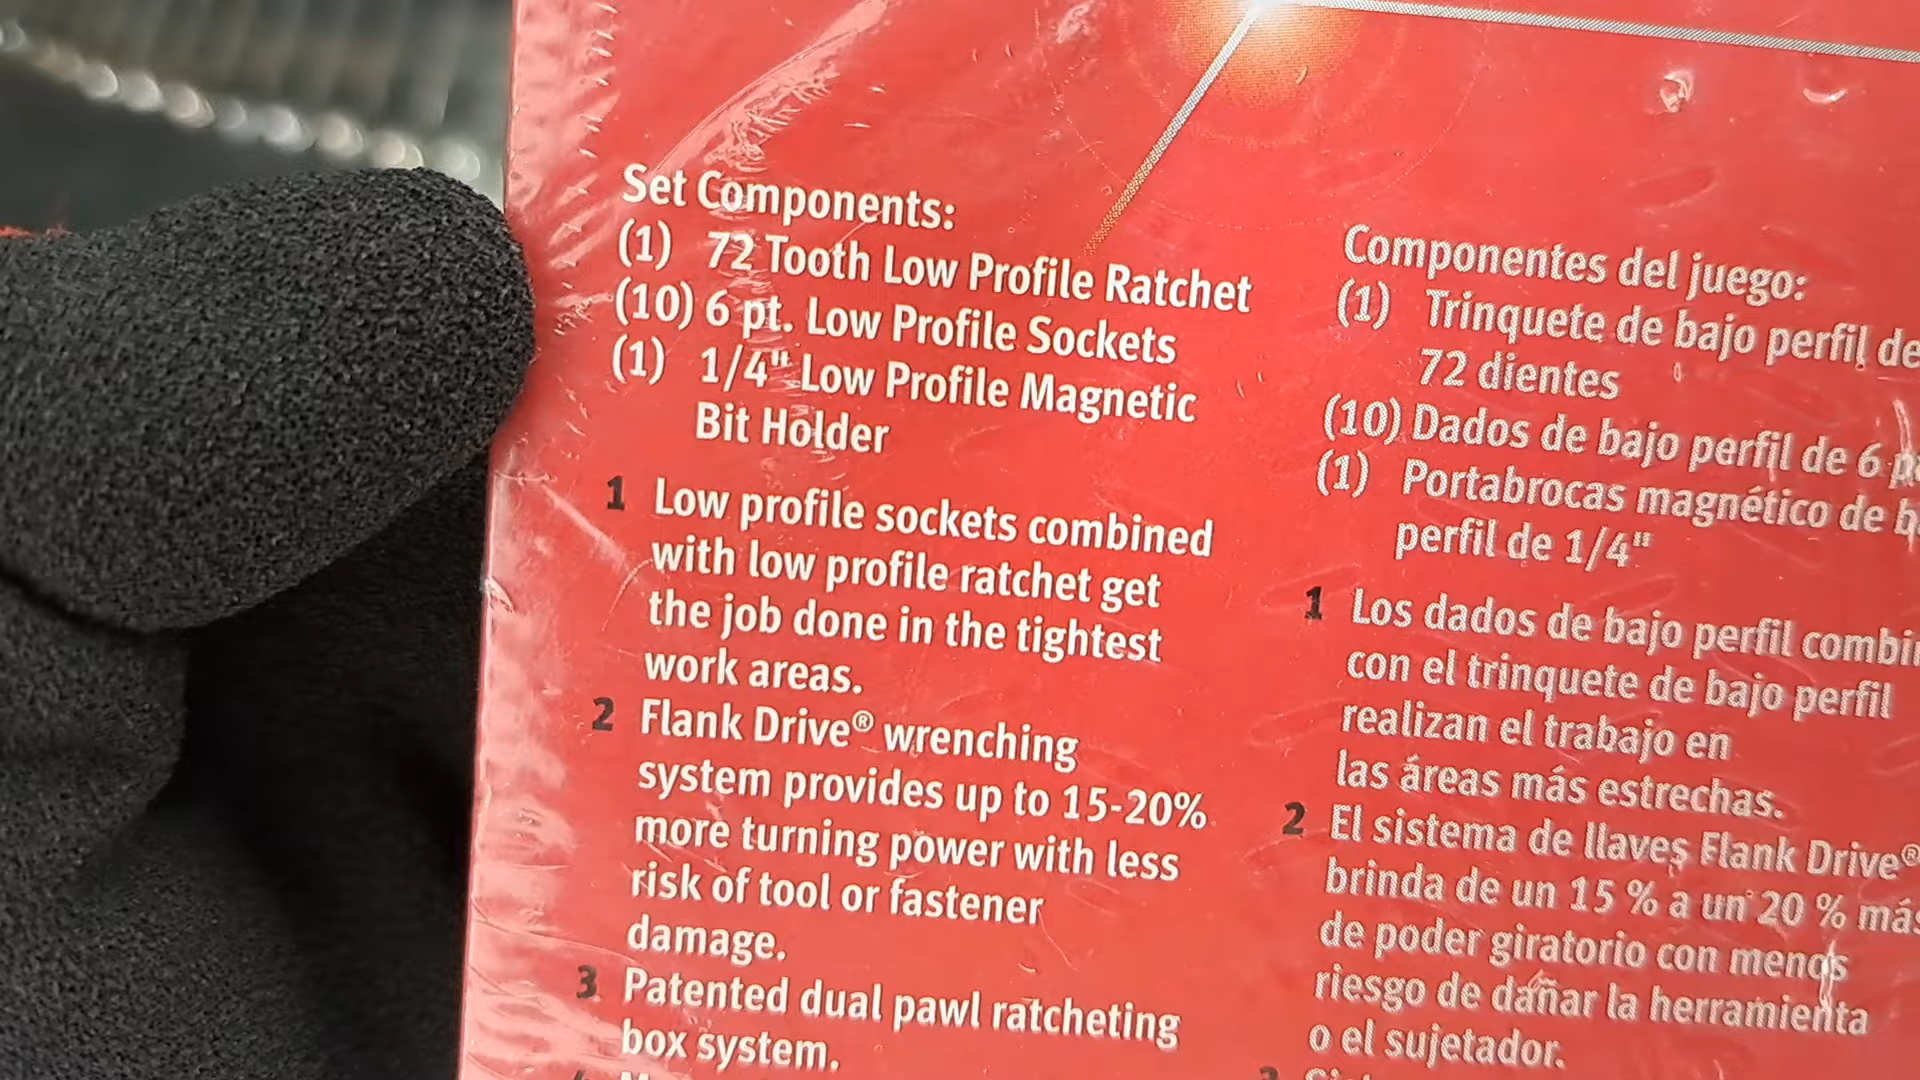 Set Components:
(1) 72 Tooth Low Profile Ratchet
(10) 6 pt. Low Profile Sockets
(1) 1/4" Low Profile Magnetic
Bit Holder
1 Low profile sockets combined
with low profile ratchet get
the job done in the tightest
work areas.
2 Flank Drive® wrenching
system provides up to 15-20%
more turning power with less
risk of tool or fastener
damage.
3 Patented dual pawl ratcheting
box system.
Componentes del juego:
(1) Trinquete de bajo perfil de
72 dientes
(10) Dados de bajo perfil de 6
(1) Portabrocas magnético de
perfil de 1/4"
1 Los dados de bajo perfil
con el trinquete de bajo perfil
realizan el trabajo en
las áreas más estrechas.
2 El sistema de llaves Flank Drive®
brinda de un 15 % a un 20 % más
de poder giratorio con menos
riesgo de dañar la herramienta
o el sujetador.